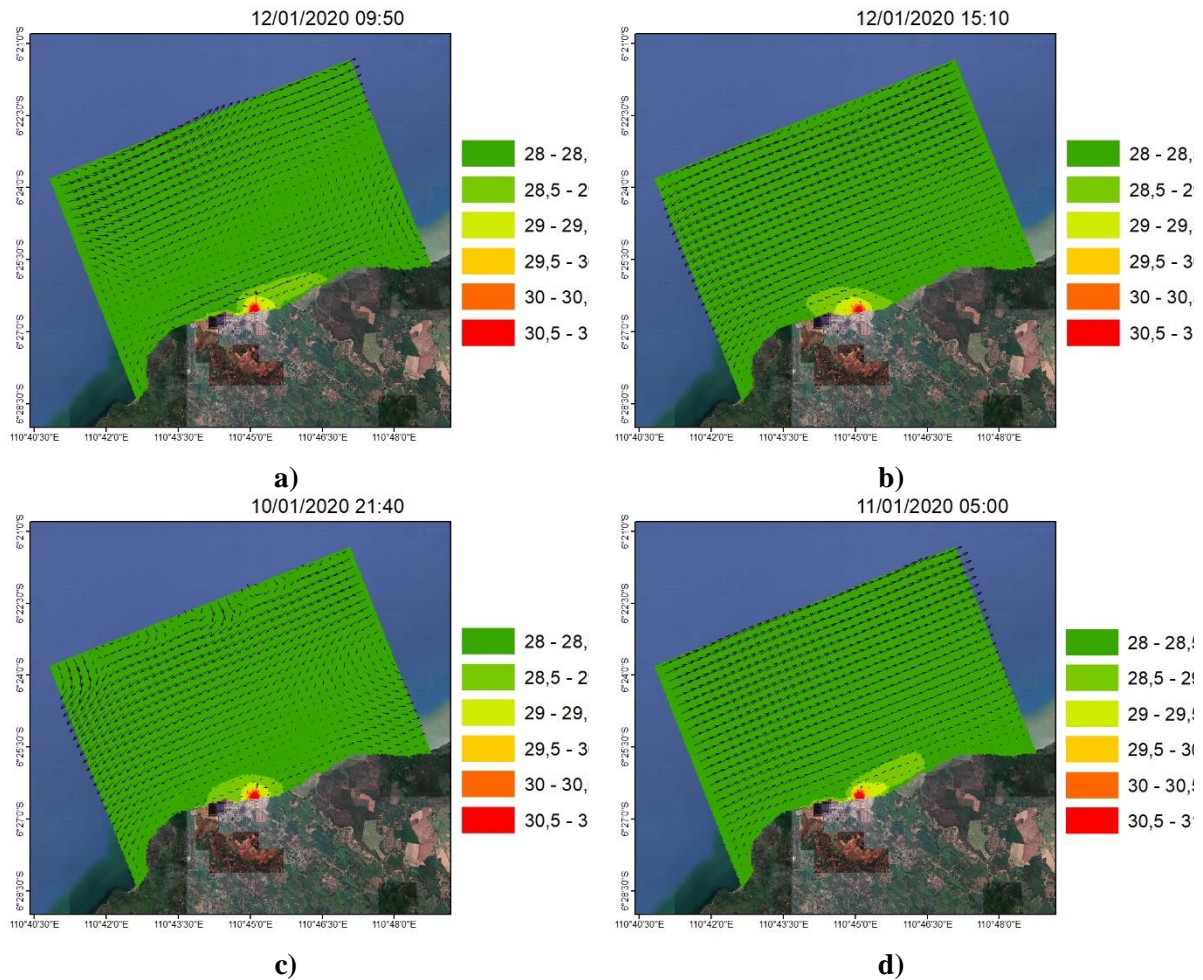 12/01/2020 09:50
6°21'0"S
6°22'30"S
6°24'0"S
6°25'30"S
6°27'0"S
6°28'30"S
28 - 28,
28,5 - 29
29 - 29,
29,5 - 30
30 - 30,
30,5 - 3
110°40'30"E 110°42'0"E 110°43'30"E 110°45'0"E 110°46'30"E 110°48'0"E
a)
12/01/2020 15:10
6°21'0"S
6°22'30"S
6°24'0"S
6°25'30"S
6°27'0"S
6°28'30"S
28 - 28,
28,5 - 29
29 - 29,
29,5 - 30
30 - 30,
30,5 - 3
110°40'30"E 110°42'0"E 110°43'30"E 110°45'0"E 110°46'30"E 110°48'0"E
b)
10/01/2020 21:40
6°21'0"S
6°22'30"S
6°24'0"S
6°25'30"S
6°27'0"S
6°28'30"S
28 - 28,
28,5 - 29
29 - 29,
29,5 - 30
30 - 30,
30,5 - 3
110°40'30"E 110°42'0"E 110°43'30"E 110°45'0"E 110°46'30"E 110°48'0"E
c)
11/01/2020 05:00
6°21'0"S
6°22'30"S
6°24'0"S
6°25'30"S
6°27'0"S
6°28'30"S
28 - 28,5
28,5 - 29
29 - 29,5
29,5 - 30
30 - 30,5
30,5 - 31
110°40'30"E 110°42'0"E 110°43'30"E 110°45'0"E 110°46'30"E 110°48'0"E
d)